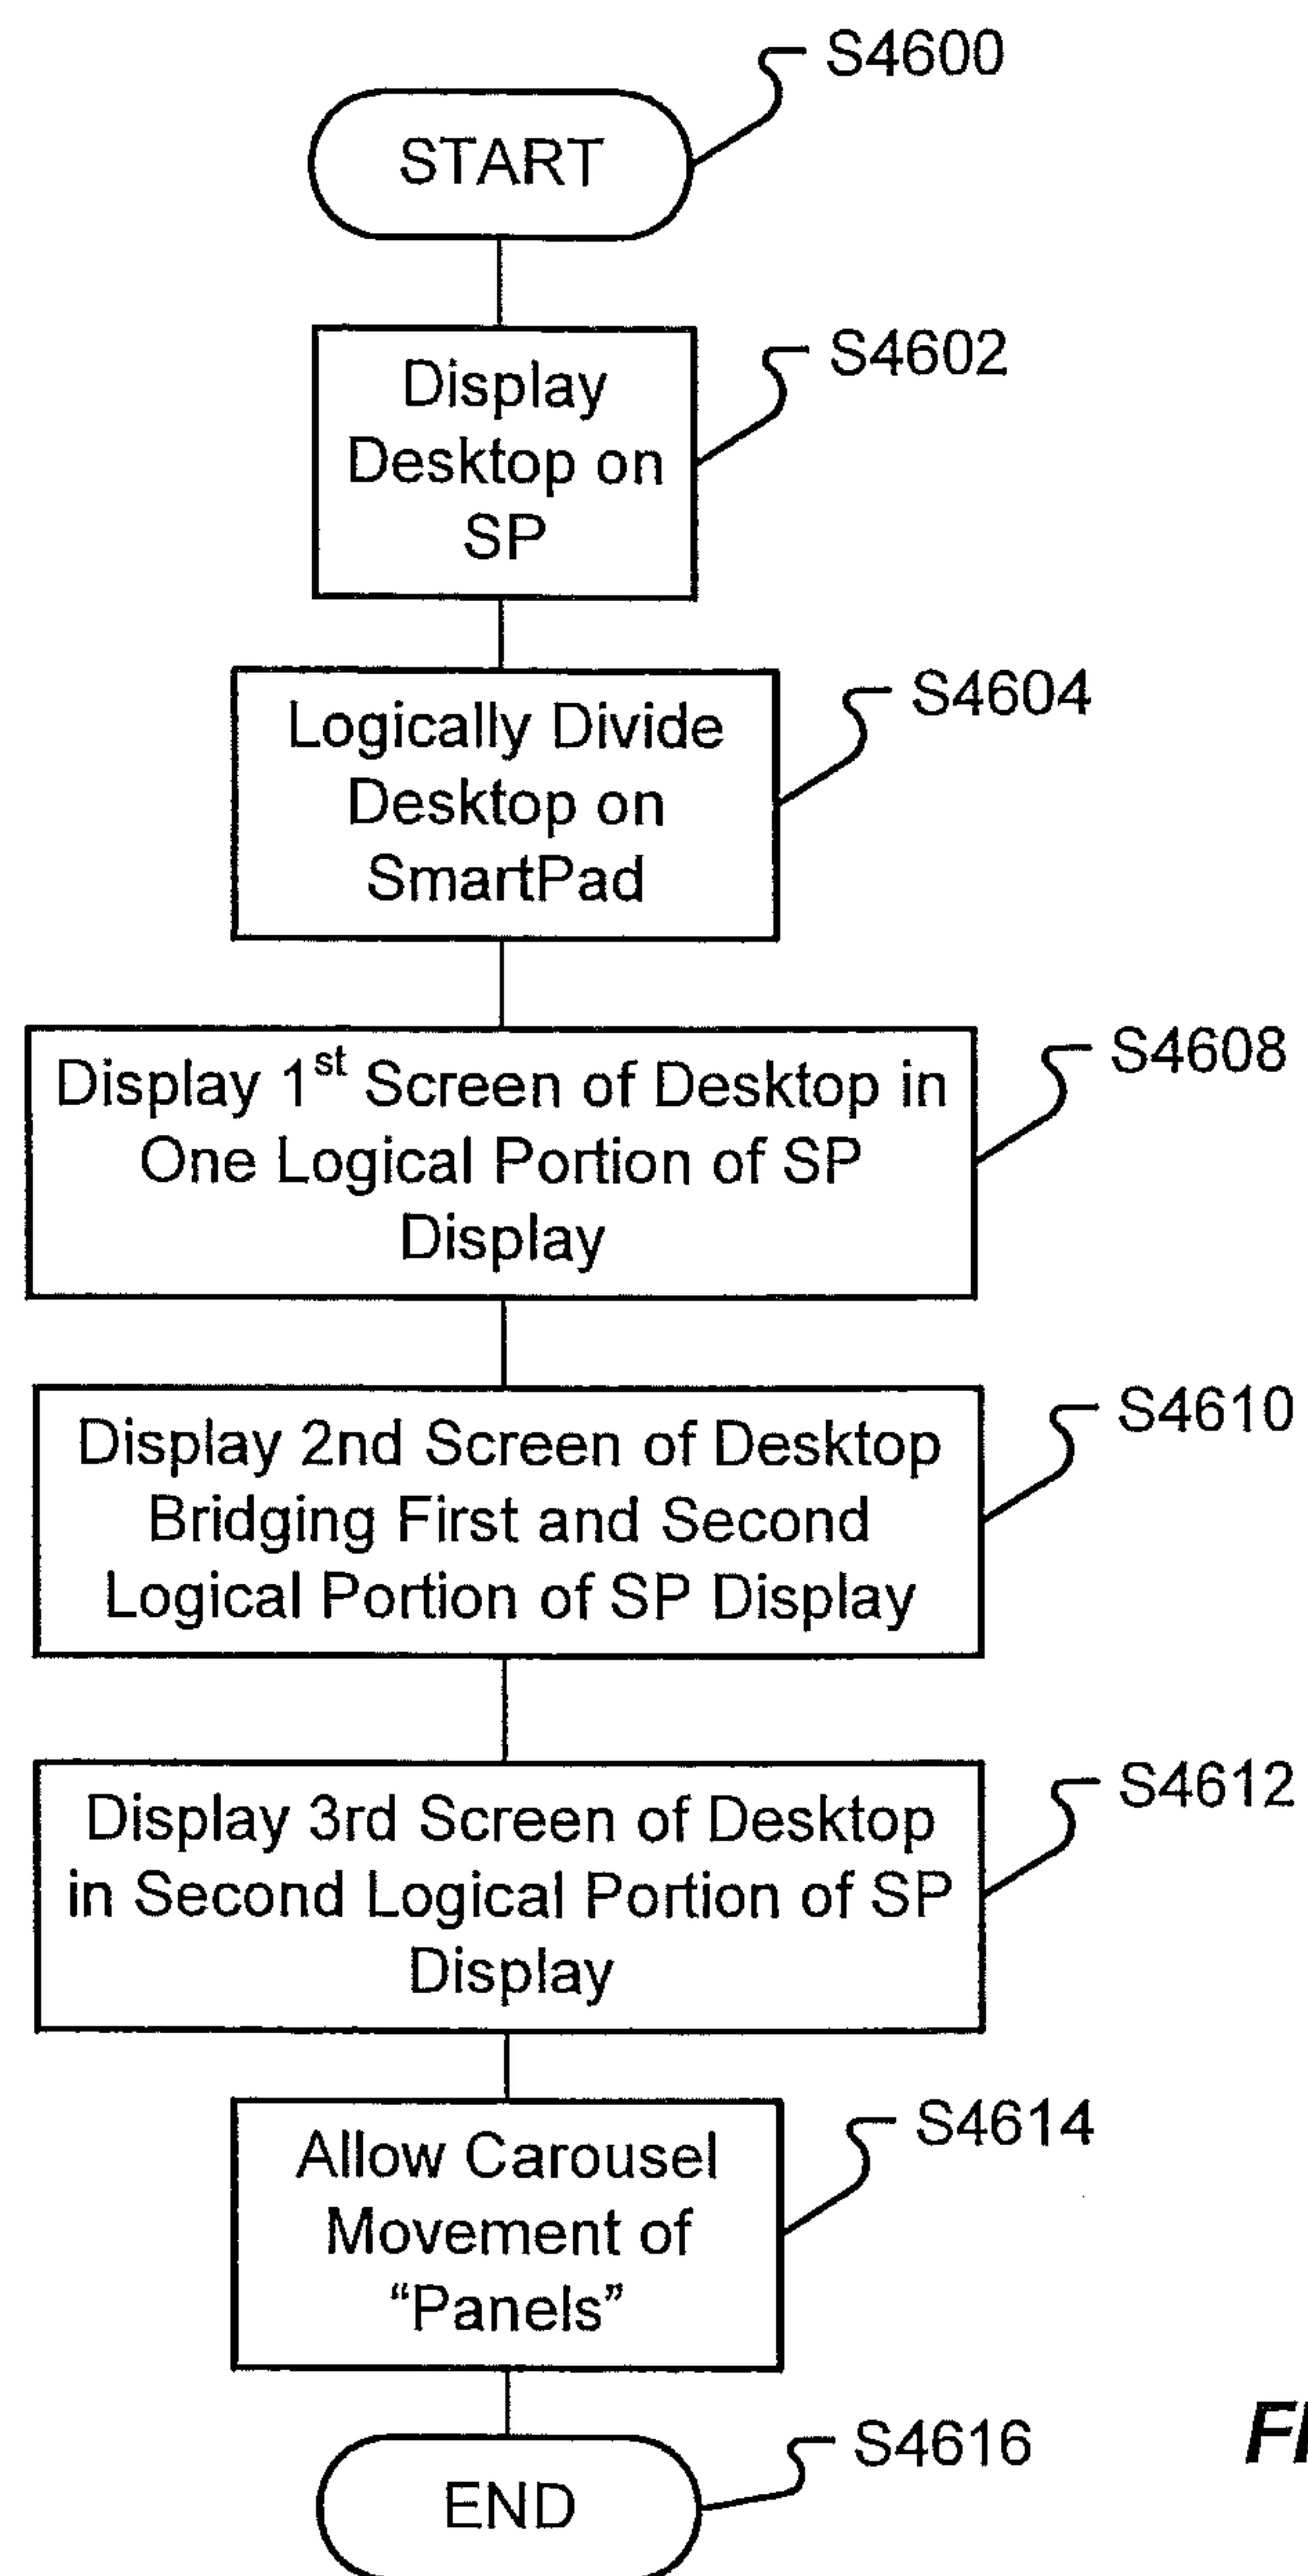 S4600
START
S4602
Display
Desktop on
SP
S4604
Logically Divide
Desktop on
SmartPad
S4608
Display 1st Screen of Desktop in
One Logical Portion of SP
Display
S4610
Display 2nd Screen of Desktop
Bridging First and Second
Logical Portion of SP Display
S4612
Display 3rd Screen of Desktop
in Second Logical Portion of SP
Display
S4614
Allow Carousel
Movement of
“Panels”
S4616
END